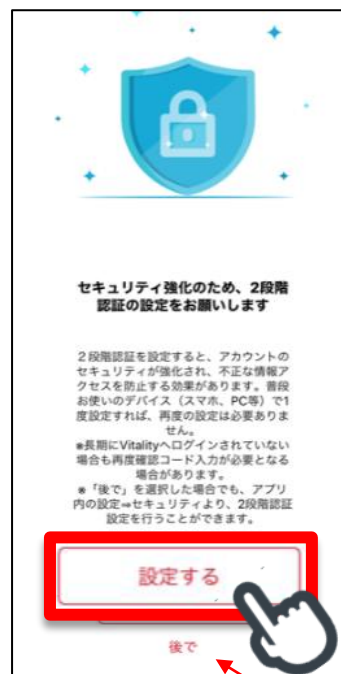 セキュリティ強化のため、2段階
認証の設定をお願いします
２段階認証を設定すると、アカウントの
セキュリティが強化され、不正な情報ア
クセスを防止する効果があります。普段
お使いのデバイス（スマホ、PC等）で1
度設定すれば、再度の設定は必要ありま
せん。
※長期にVitalityへログインされていない
場合も再度確認コード入力が必要となる
場合があります。
※「後で」を選択した場合でも、アプリ
内の設定⇒セキュリティより、2段階認証
設定を行うことができます。
設定する
後で